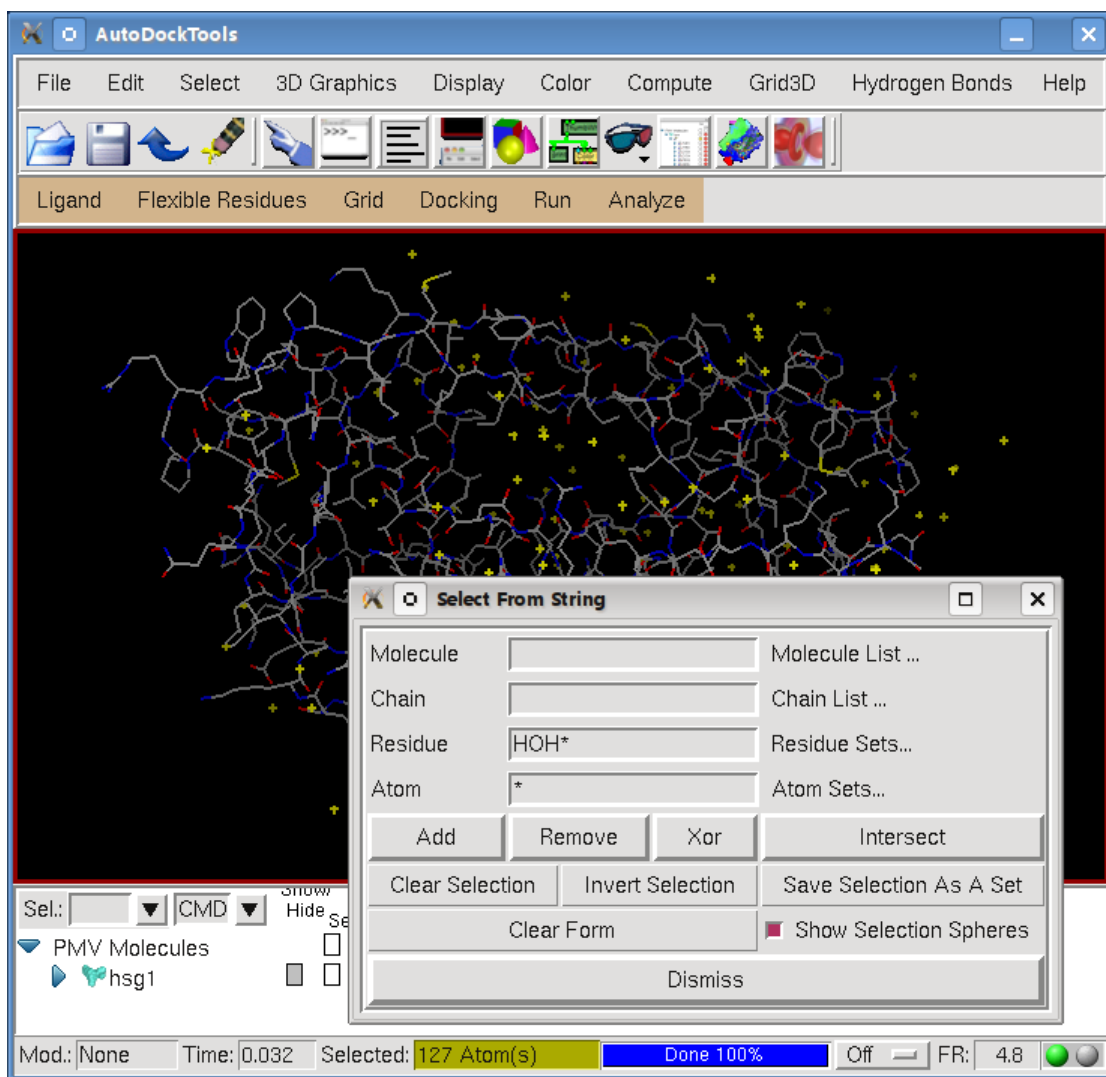 AutoDockTools
File Edit Select 3D Graphics Display Color Compute Grid3D Hydrogen Bonds Help
>>>_
Ligand Flexible Residues Grid Docking Run Analyze
Select From String
Molecule Molecule List ...
Chain Chain List ...
Residue HOH* Residue Sets...
Atom * Atom Sets...
Add Remove Xor Intersect
Clear Selection Invert Selection Save Selection As A Set
Clear Form Show Selection Spheres
Dismiss
Sel.: CMD Show/
Hide Se
PMV Molecules
hsg1
Mod.: None Time: 0.032 Selected: 127 Atom(s) Done 100% Off FR: 4.8